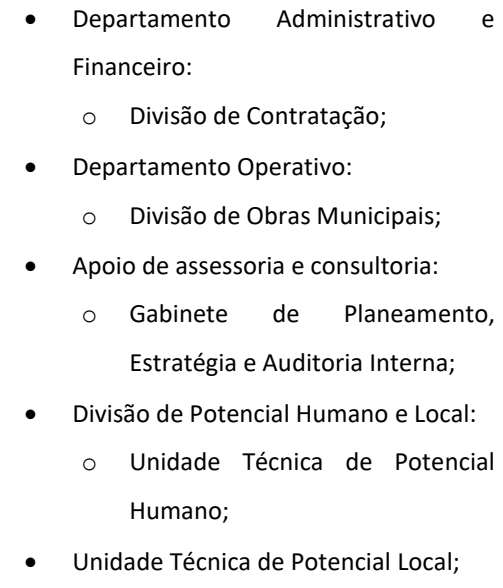 • Departamento Administrativo e
Financeiro:
o Divisão de Contratação;
• Departamento Operativo:
o Divisão de Obras Municipais;
• Apoio de assessoria e consultoria:
o Gabinete de Planeamento,
Estratégia e Auditoria Interna;
• Divisão de Potencial Humano e Local:
o Unidade Técnica de Potencial
Humano;
• Unidade Técnica de Potencial Local;